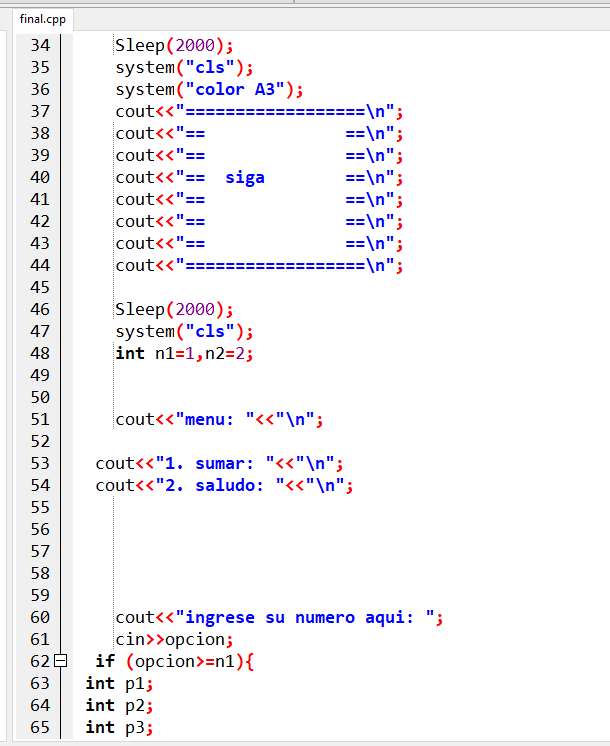 final.cpp
34 Sleep(2000);
35 system("cls");
36 system("color A3");
37 cout<<"==================\n";
38 cout<<"==              ==\n";
39 cout<<"==              ==\n";
40 cout<<"==  siga        ==\n";
41 cout<<"==              ==\n";
42 cout<<"==              ==\n";
43 cout<<"==              ==\n";
44 cout<<"==================\n";
45
46 Sleep(2000);
47 system("cls");
48 int n1=1,n2=2;
49
50
51 cout<<"menu: "<<"\n";
52
53 cout<<"1. sumar: "<<"\n";
54 cout<<"2. saludo: "<<"\n";
55
56
57
58
59
60 cout<<"ingrese su numero aqui: ";
61 cin>>opcion;
62 if (opcion>=n1){
63 int p1;
64 int p2;
65 int p3;